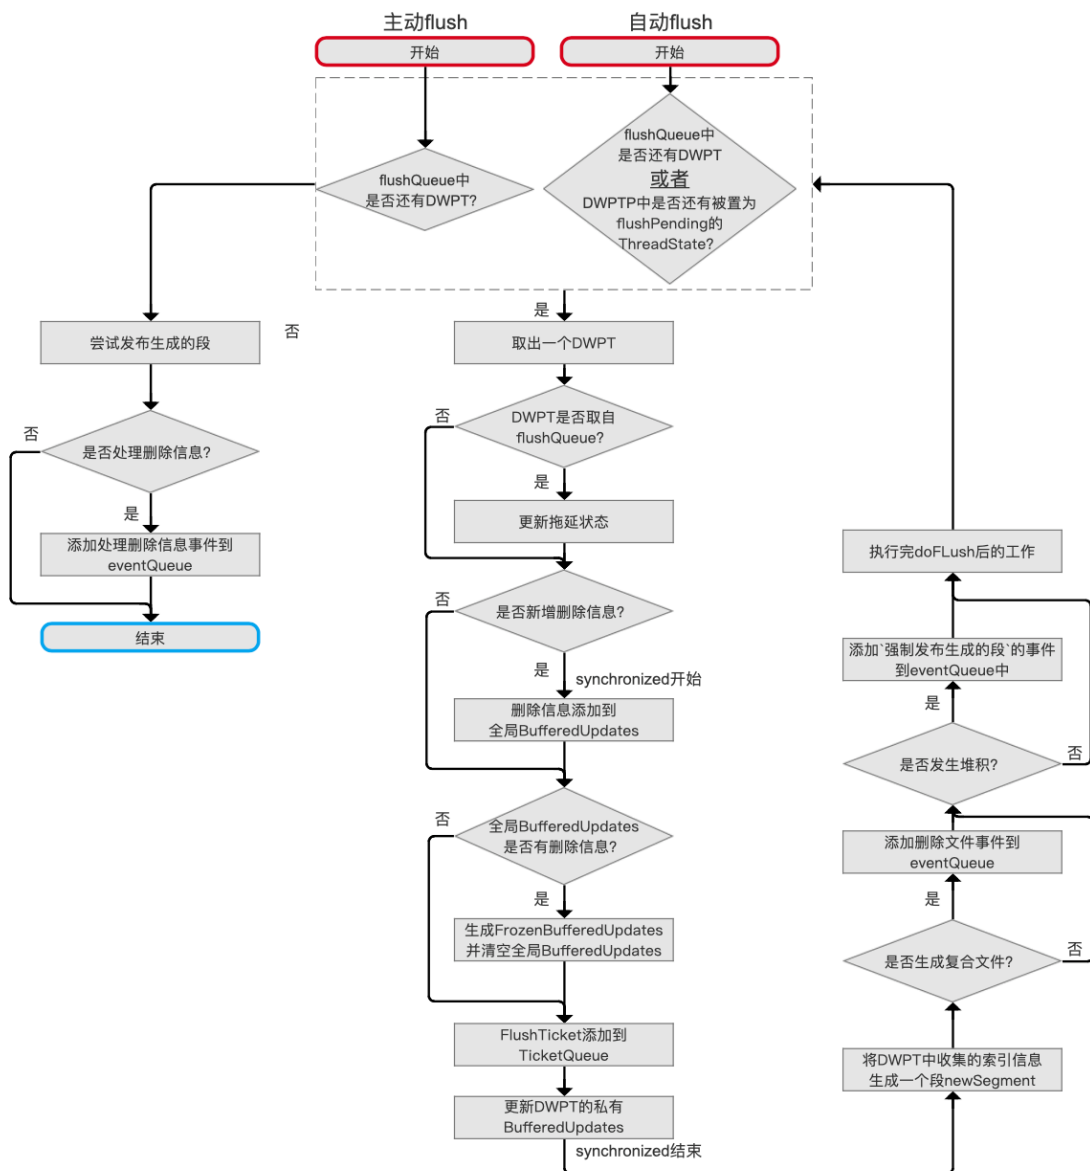 主动flush
自动flush
开始
开始
flushQueue中
是否还有DWPT?
flushQueue中
是否还有DWPT
或者
DWPTP中是否还有被置为
flushPending的
ThreadState?
是
否
尝试发布生成的段
是否处理删除信息?
否
是
添加处理删除信息事件到
eventQueue
结束
取出一个DWPT
否
DWPT是否取自
flushQueue?
是
更新拖延状态
否
是否新增删除信息?
是
synchronized开始
删除信息添加到
全局BufferedUpdates
否
全局BufferedUpdates
是否有删除信息?
是
生成FrozenBufferedUpdates
并清空全局BufferedUpdates
FlushTicket添加到
TicketQueue
更新DWPT的私有
BufferedUpdates
synchronized结束
执行完doFLush后的工作
添加`强制发布生成的段`的事件
到eventQueue中
是
是否发生堆积?
否
添加删除文件事件到
eventQueue
是
是否生成复合文件?
否
将DWPT中收集的索引信息
生成一个段newSegment